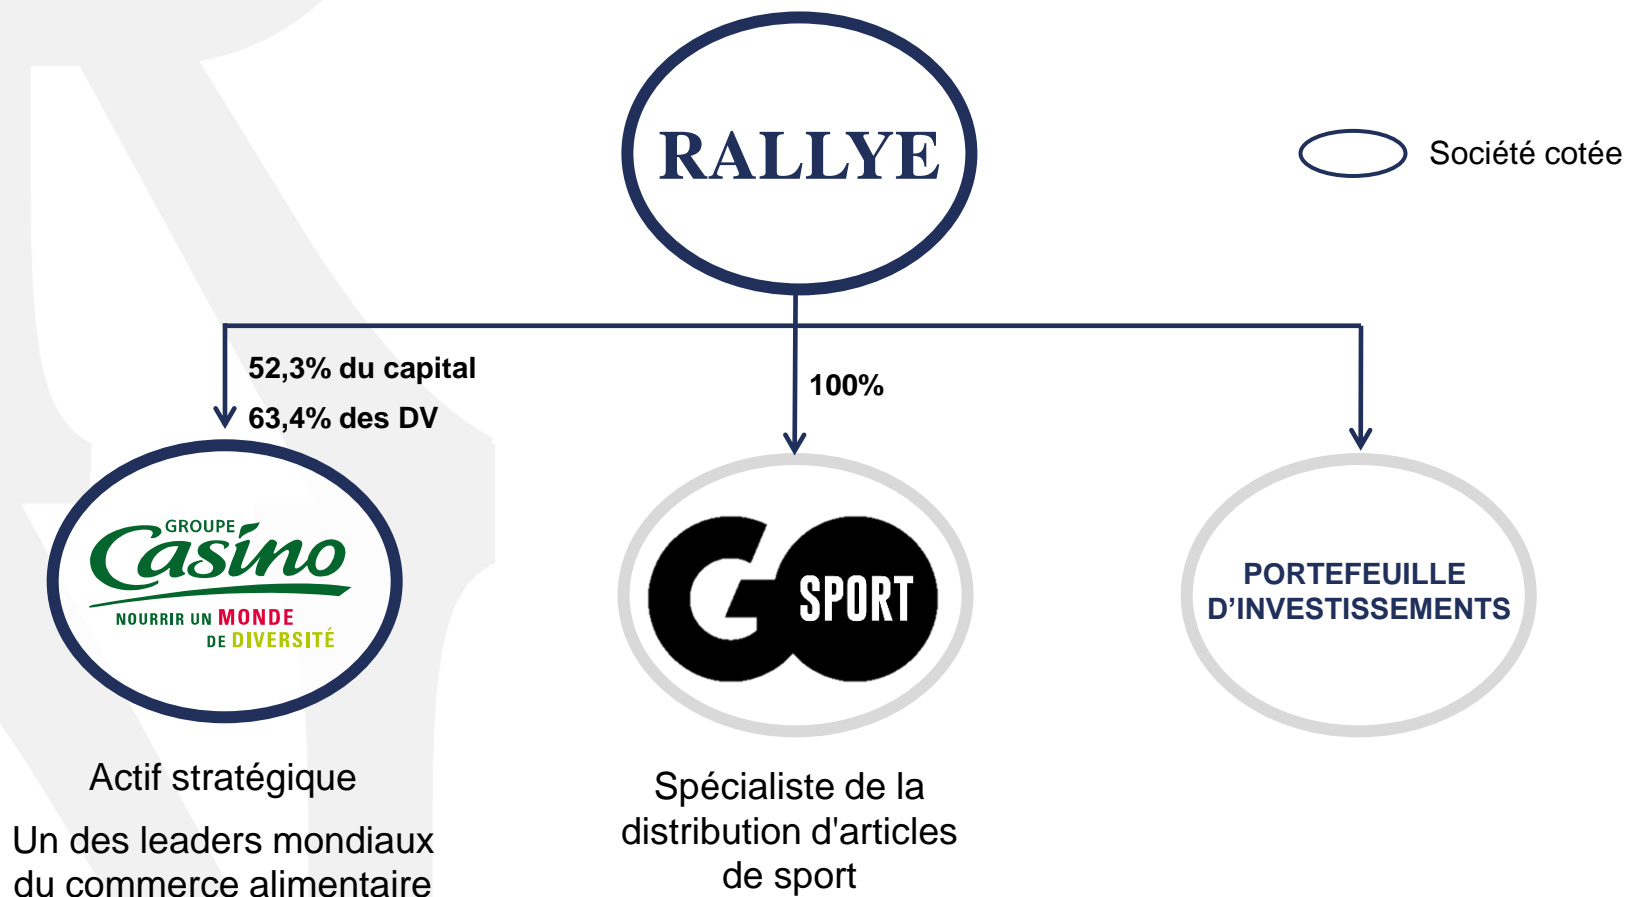 RALLYE
Société cotée
52,3% du capital
63,4% des DV
100%
GROUPE
Casino
NOURRIR UN MONDE
DE DIVERSITÉ
GO SPORT
PORTEFEUILLE
D’INVESTISSEMENTS
Actif stratégique
Un des leaders mondiaux
du commerce alimentaire
Spécialiste de la
distribution d'articles
de sport